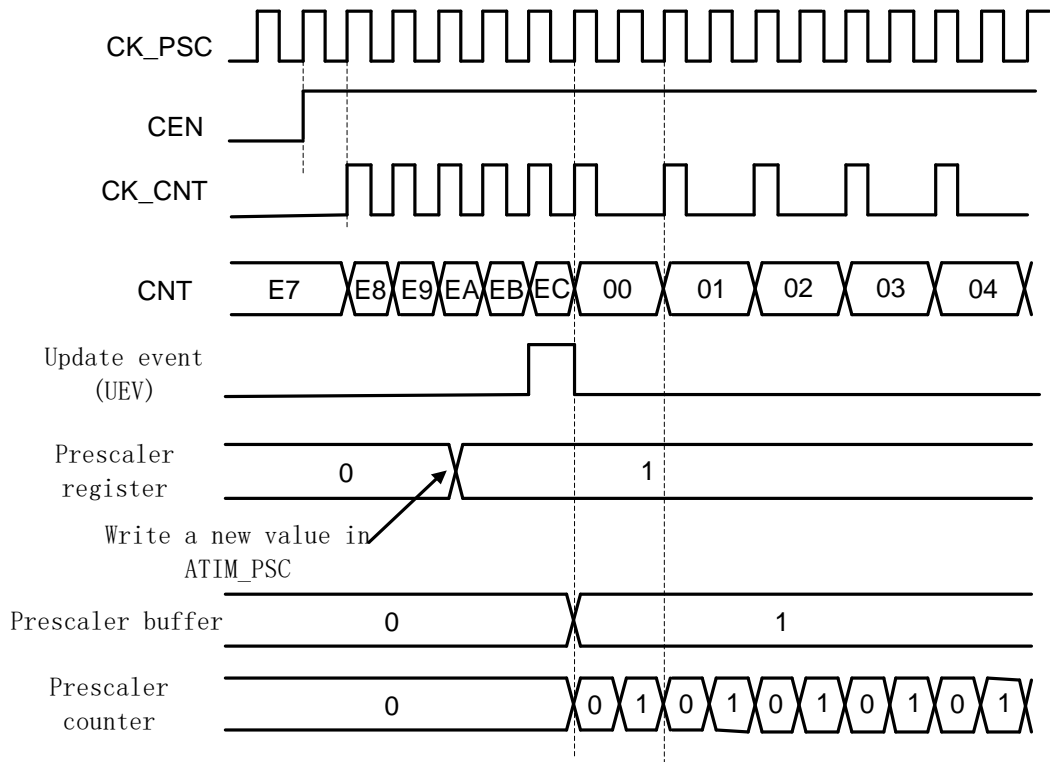 CK_PSC
CEN
CK_CNT
CNT E7 E8 E9 EA EB EC 00 01 02 03 04
Update event
(UEV)
Prescaler
register
0 1
Write a new value in
ATIM_PSC
Prescaler buffer 0 1
Prescaler
counter
0 0 1 0 1 0 1 0 1 0 1